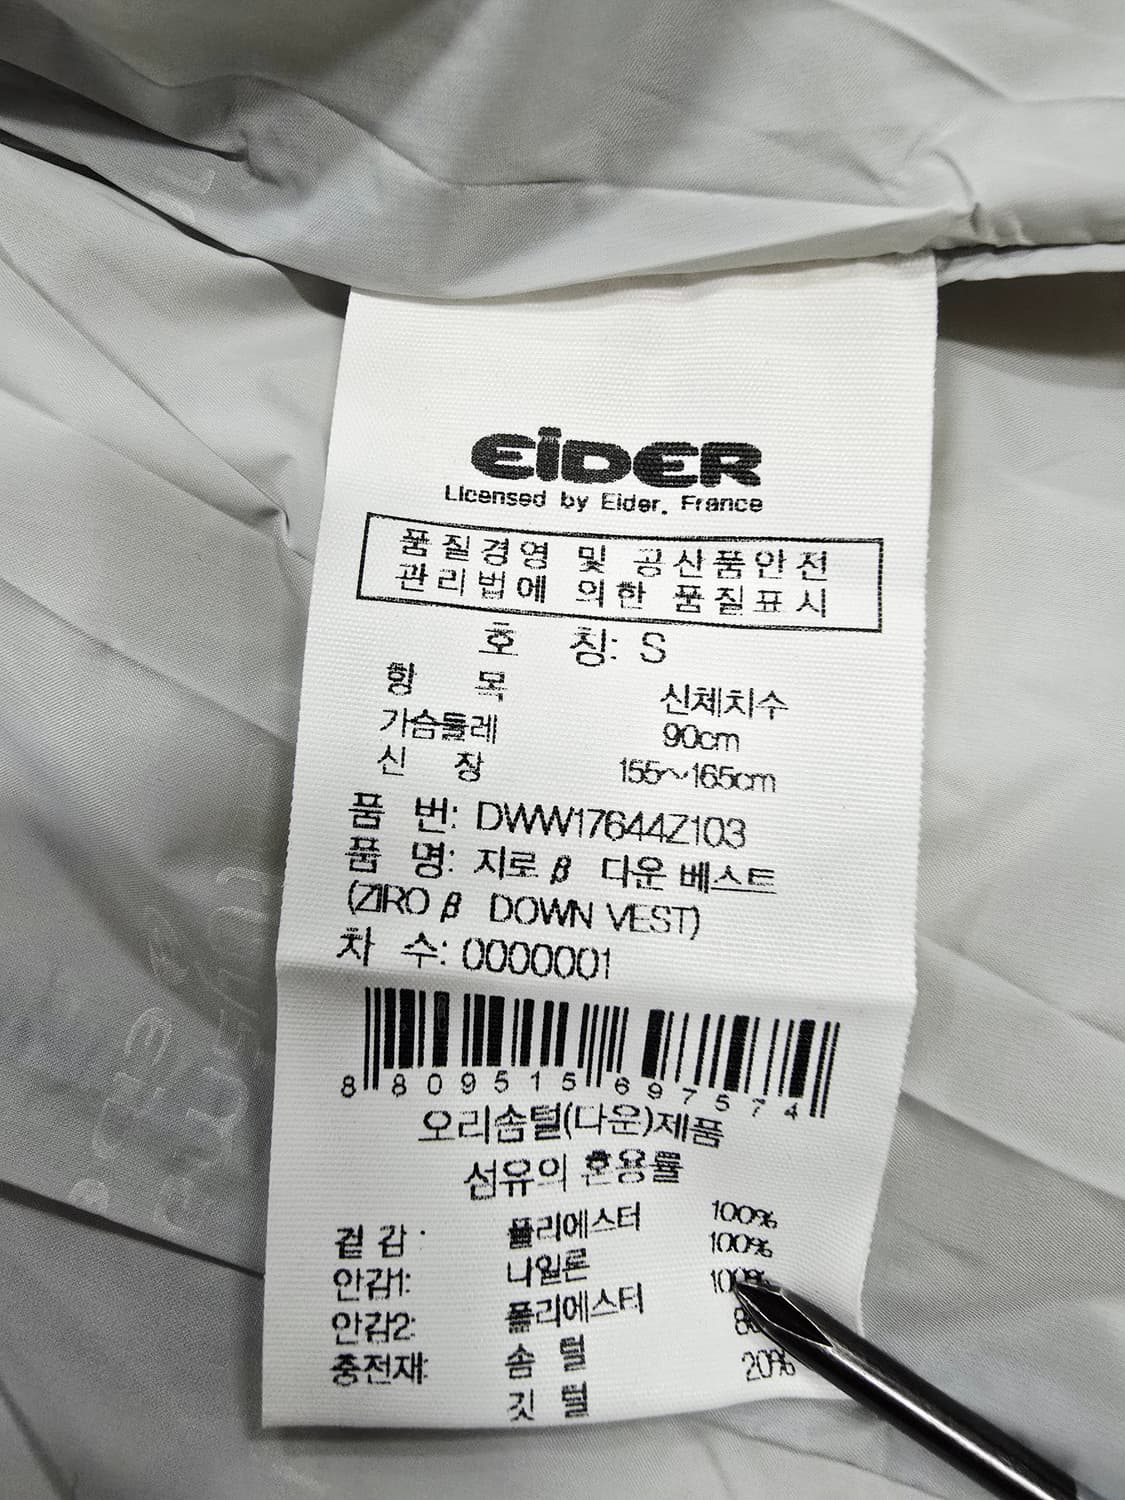 EiDER
Licensed by Eider, France
품질경영 및 공산품안전
관리법에 의한 품질표시
호 칭: S
항 목 신체치수
가슴둘레 90cm
신 장 155~165cm
품 번: DWW17644Z103
품 명: 지로 β 다운 베스트
(ZIRO β DOWN VEST)
차 수: 0000001
8809515697574
오리솜털(다운)제품
섬유의 혼용률
겉감: 폴리에스터 100%
안감1: 나일론 100%
안감2: 폴리에스터 100%
충전재: 솜털
깃털 20%